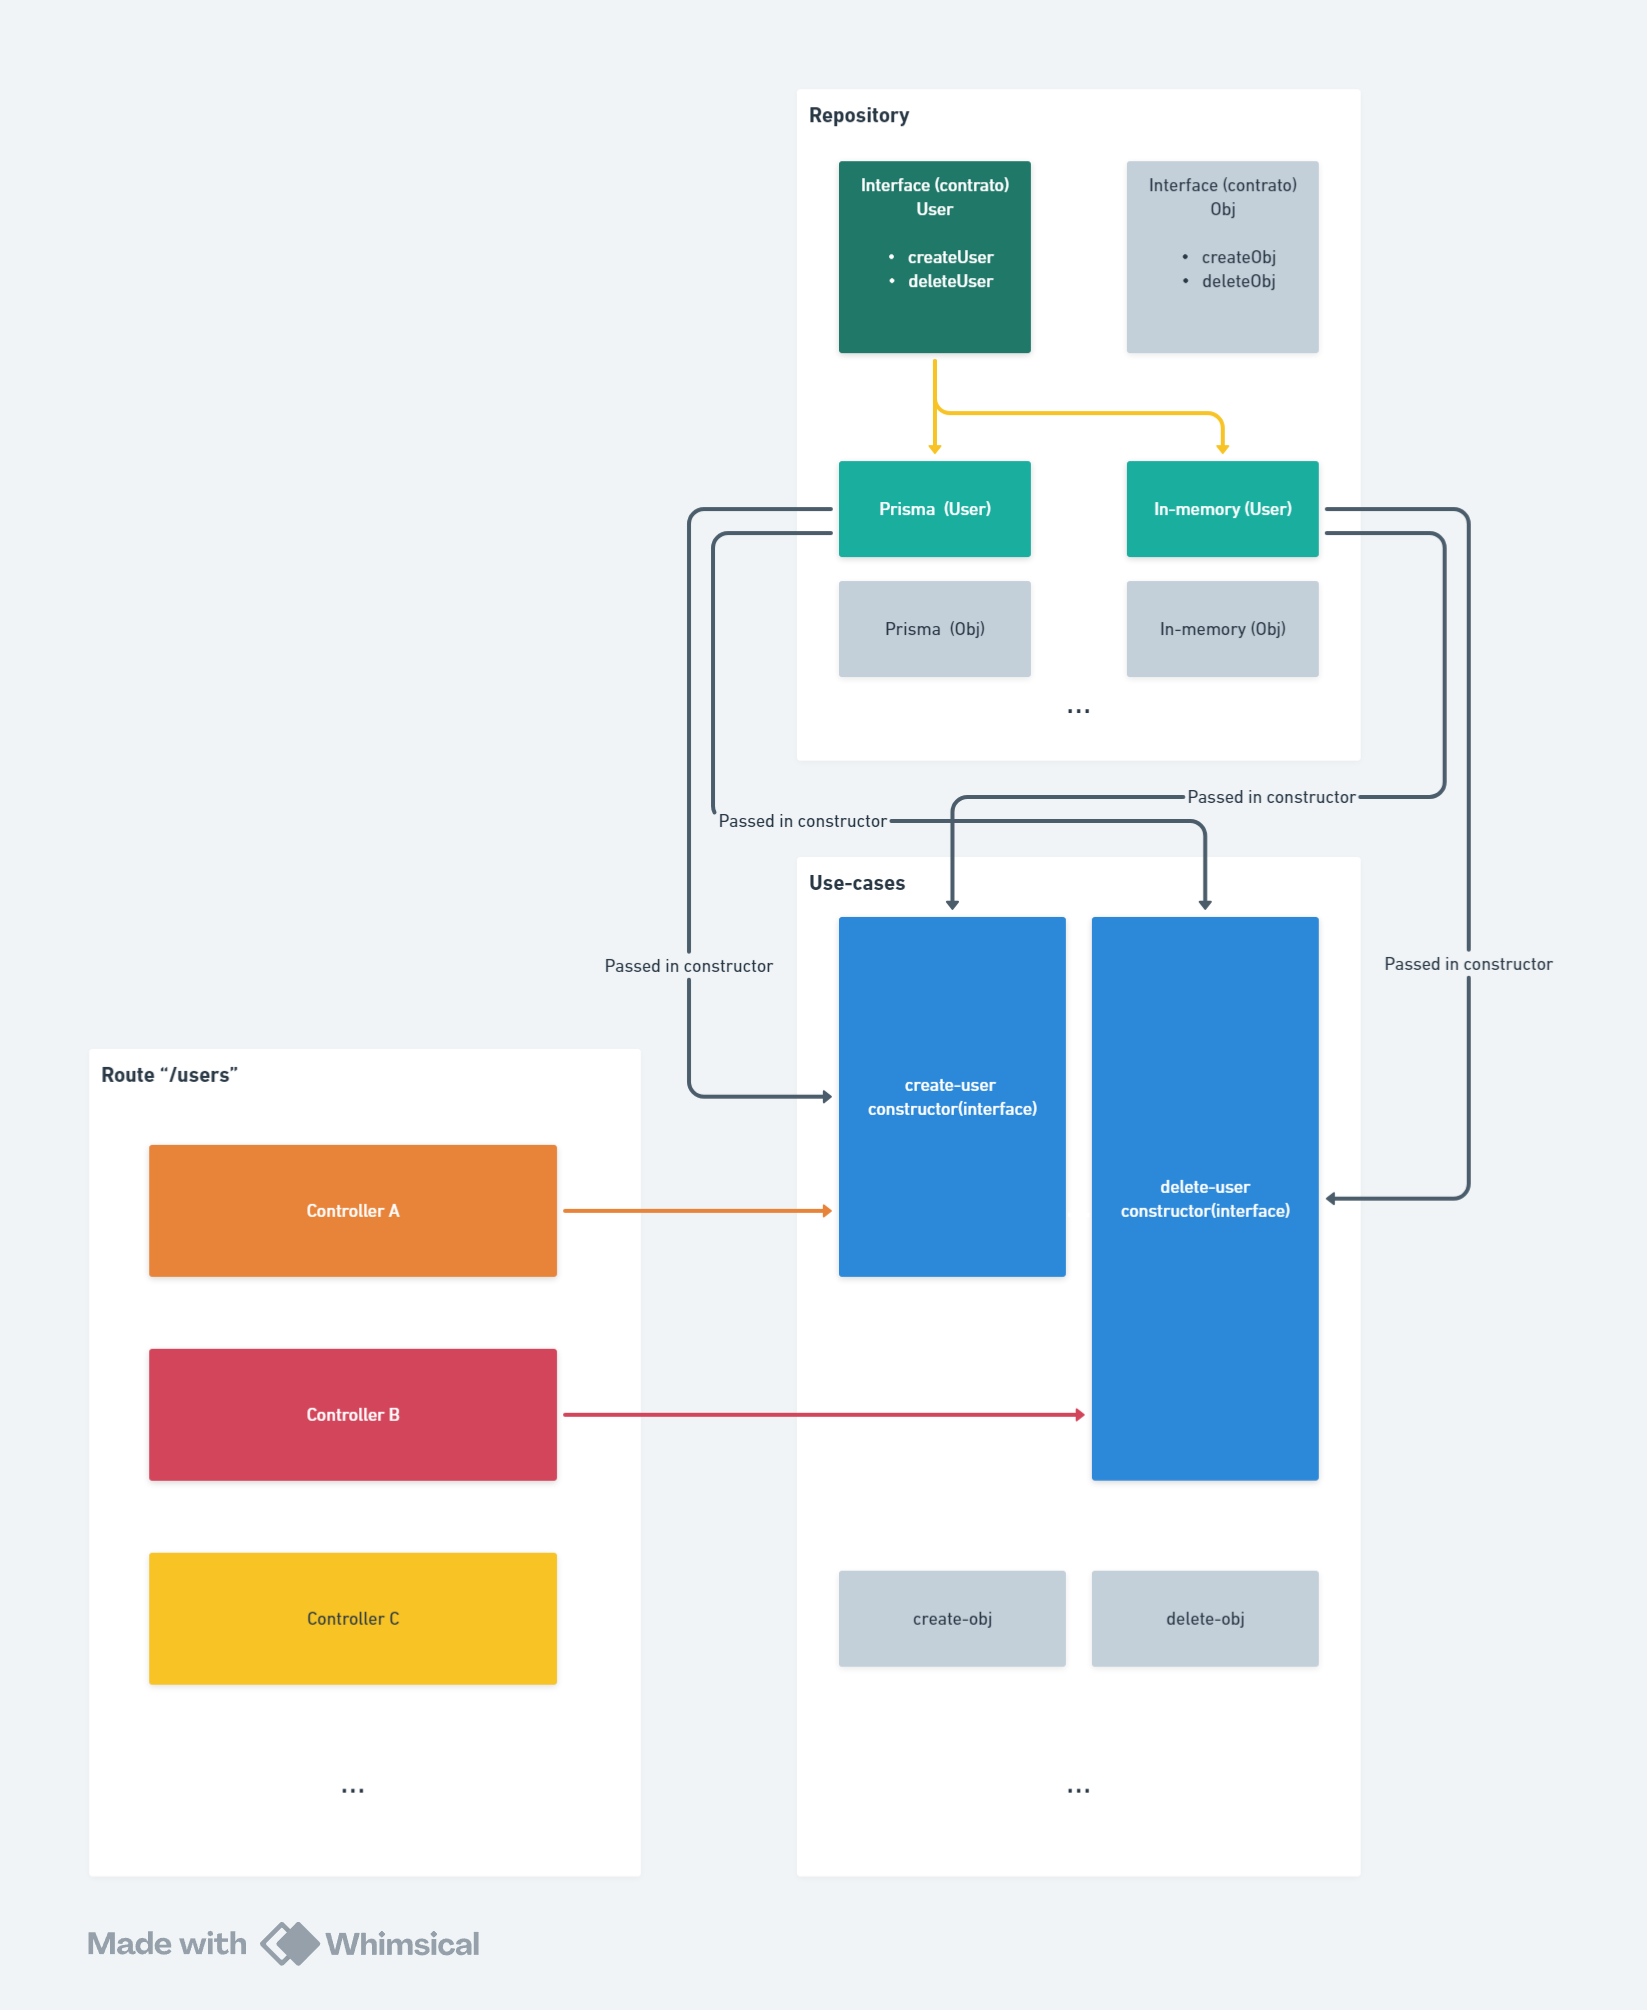 Repository
Interface (contrato)
User
• createUser
• deleteUser
Interface (contrato)
Obj
• createObj
• deleteObj
Prisma (User)
In-memory (User)
Prisma (Obj)
In-memory (Obj)
...
Passed in constructor
Passed in constructor
Use-cases
Passed in constructor
Passed in constructor
create-user
constructor(interface)
delete-user
constructor(interface)
Route “/users”
Controller A
Controller B
Controller C
...
create-obj
delete-obj
...
Made with Whimsical